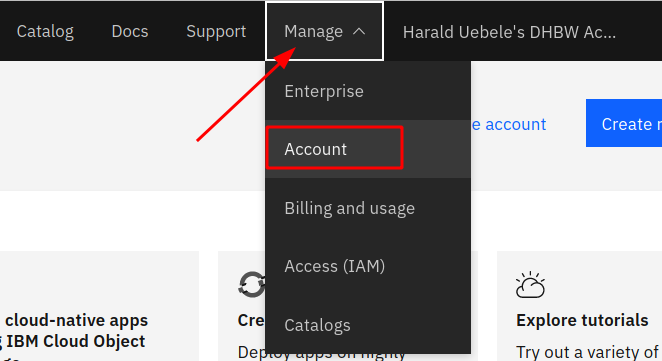 Catalog
Docs
Support
Manage
Harald Uebele's DHBW Ac...
Enterprise
Account
Billing and usage
Access (IAM)
Catalogs
e account
Create
cloud-native apps
IBM Cloud Object
Cre
Deploy apps on highly
Explore tutorials
Try out a variety of